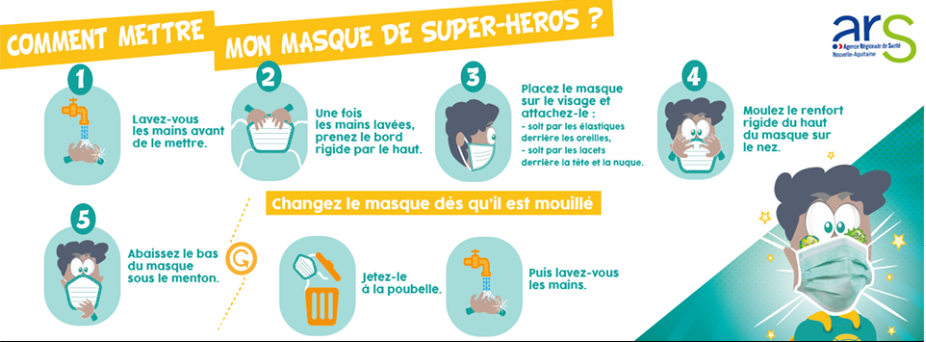 COMMENT METTRE
MON MASQUE DE SUPER-HEROS ?
ars
Agence Régionale de Santé
Nouvelle-Aquitaine
1
Lavez-vous
les mains avant
de le mettre.
2
Une fois
les mains lavées,
prenez le bord
rigide par le haut.
3
Placez le masque
sur le visage et
attachez-le :
- soit par les élastiques
derrière les oreilles,
- soit par les lacets
derrière la tête et la nuque.
4
Moulez le renfort
rigide du haut
du masque sur
le nez.
5
Abaissez le bas
du masque
sous le menton.
Changez le masque dés qu'il est mouillé
Jetez-le
à la poubelle.
Puis lavez-vous
les mains.